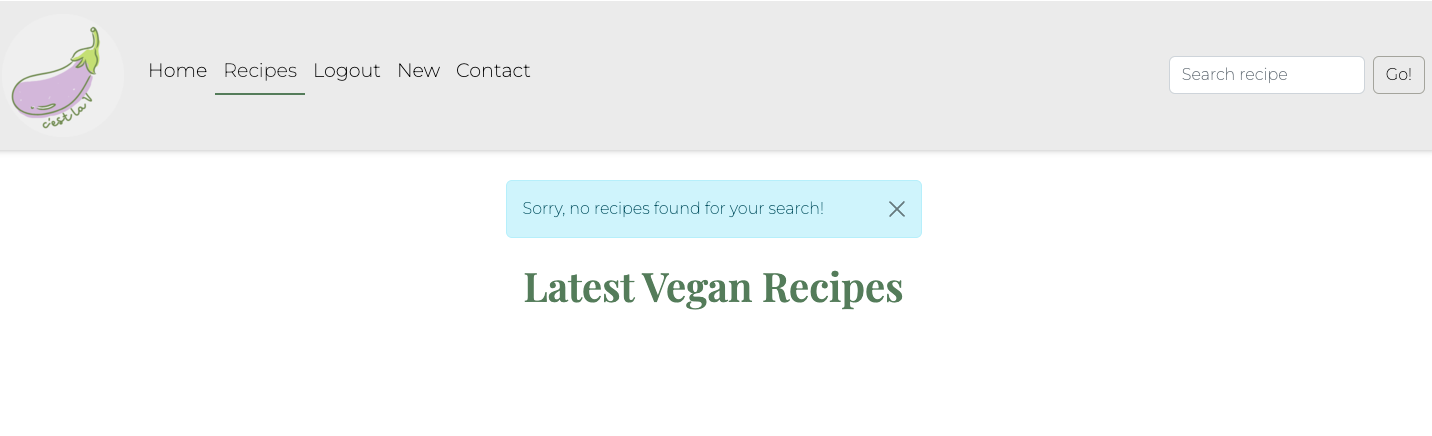 c'est la V
Home Recipes Logout New Contact
Search recipe Go!
Sorry, no recipes found for your search!
Latest Vegan Recipes